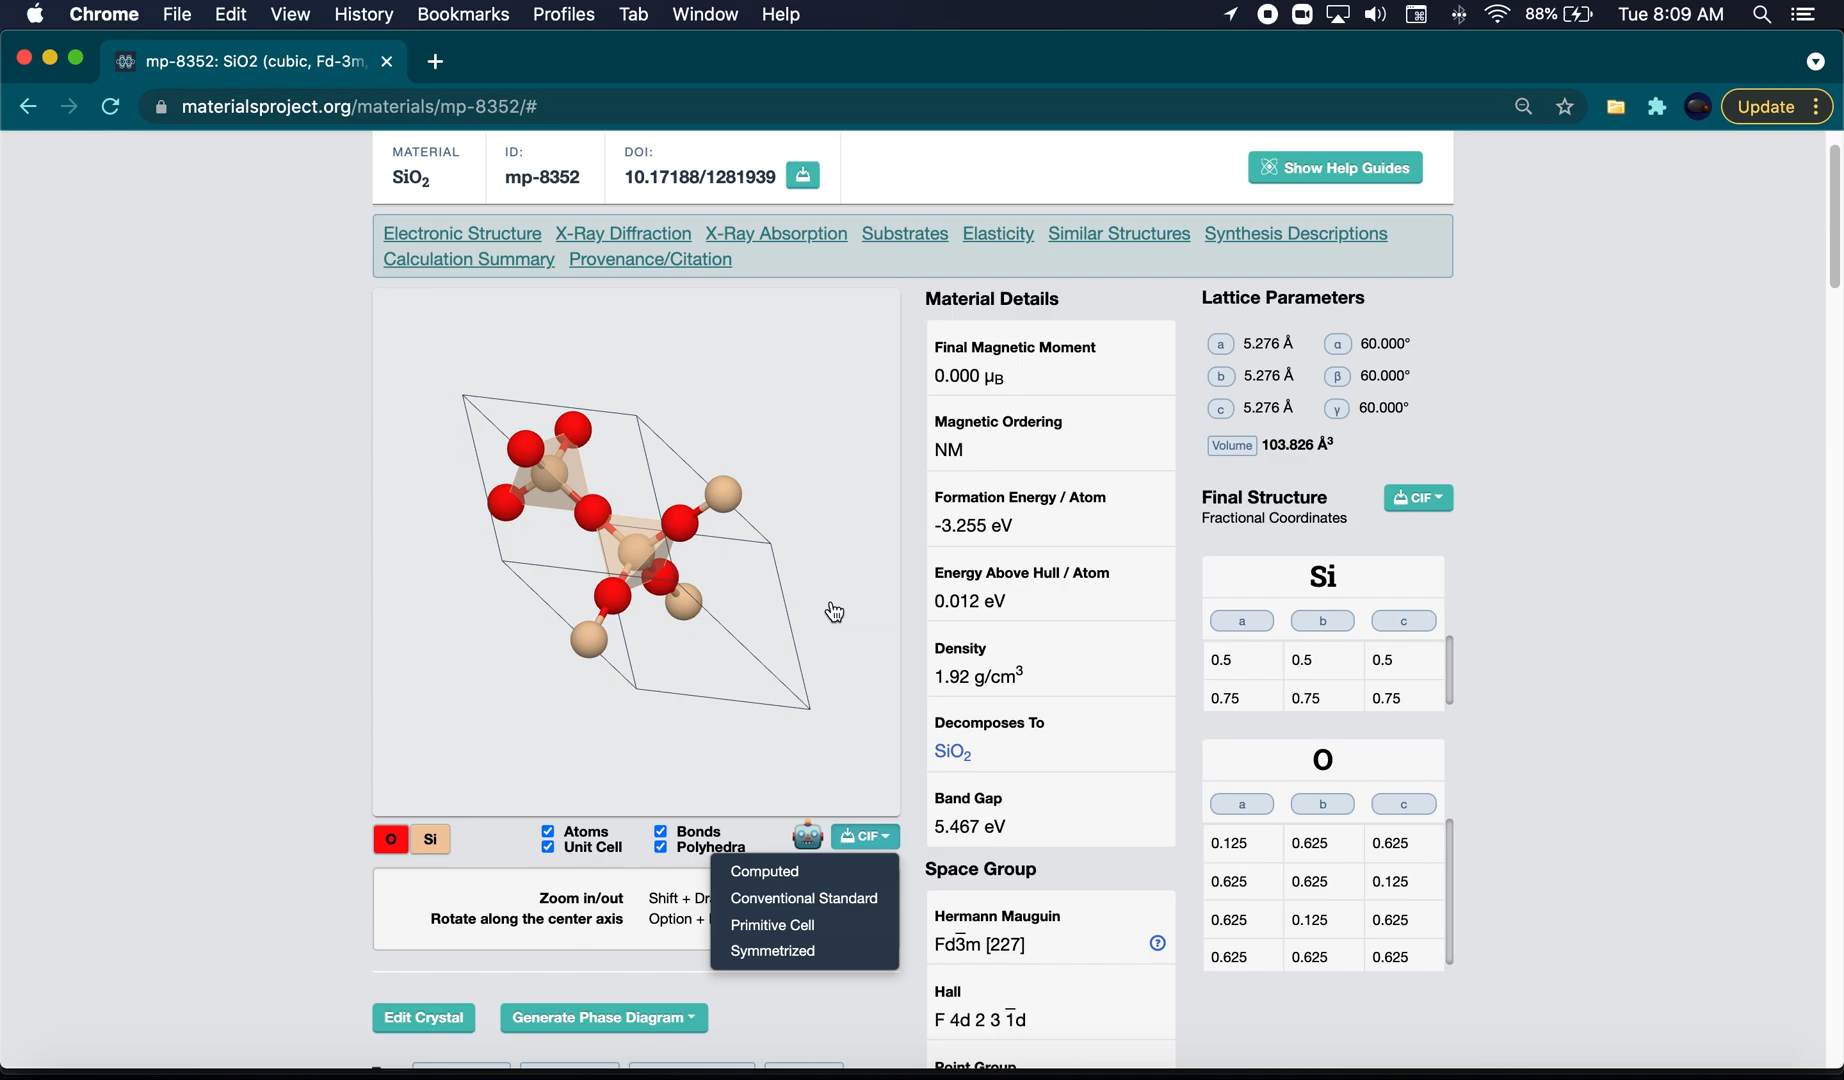 Chrome File Edit View History Bookmarks Profiles Tab Window Help 88% Tue 8:09 AM
mp-8352: SiO2 (cubic, Fd-3m,
materialsproject.org/materials/mp-8352/# Update
MATERIAL ID: DOI:
SiO₂ mp-8352 10.17188/1281939 Show Help Guides
Electronic Structure X-Ray Diffraction X-Ray Absorption Substrates Elasticity Similar Structures Synthesis Descriptions
Calculation Summary Provenance/Citation
Material Details
Final Magnetic Moment
0.000 μB
Magnetic Ordering
NM
Formation Energy / Atom
-3.255 eV
Energy Above Hull / Atom
0.012 eV
Density
1.92 g/cm³
Decomposes To
SiO₂
Band Gap
5.467 eV
Space Group
Hermann Mauguin
Fd3̅m [227] ?
Hall
F 4d 2 3 1̅d
Lattice Parameters
a 5.276 Å α 60.000°
b 5.276 Å β 60.000°
c 5.276 Å γ 60.000°
Volume 103.826 Å³
Final Structure CIF
Fractional Coordinates
Si
a b c
0.5 0.5 0.5
0.75 0.75 0.75
O
a b c
0.125 0.625 0.625
0.625 0.625 0.125
0.625 0.125 0.625
0.625 0.625 0.625
O Si
Atoms Bonds
Unit Cell Polyhedra
CIF
Computed
Conventional Standard
Primitive Cell
Symmetrized
Zoom in/out Shift +
Rotate along the center axis Option +
Edit Crystal Generate Phase Diagram